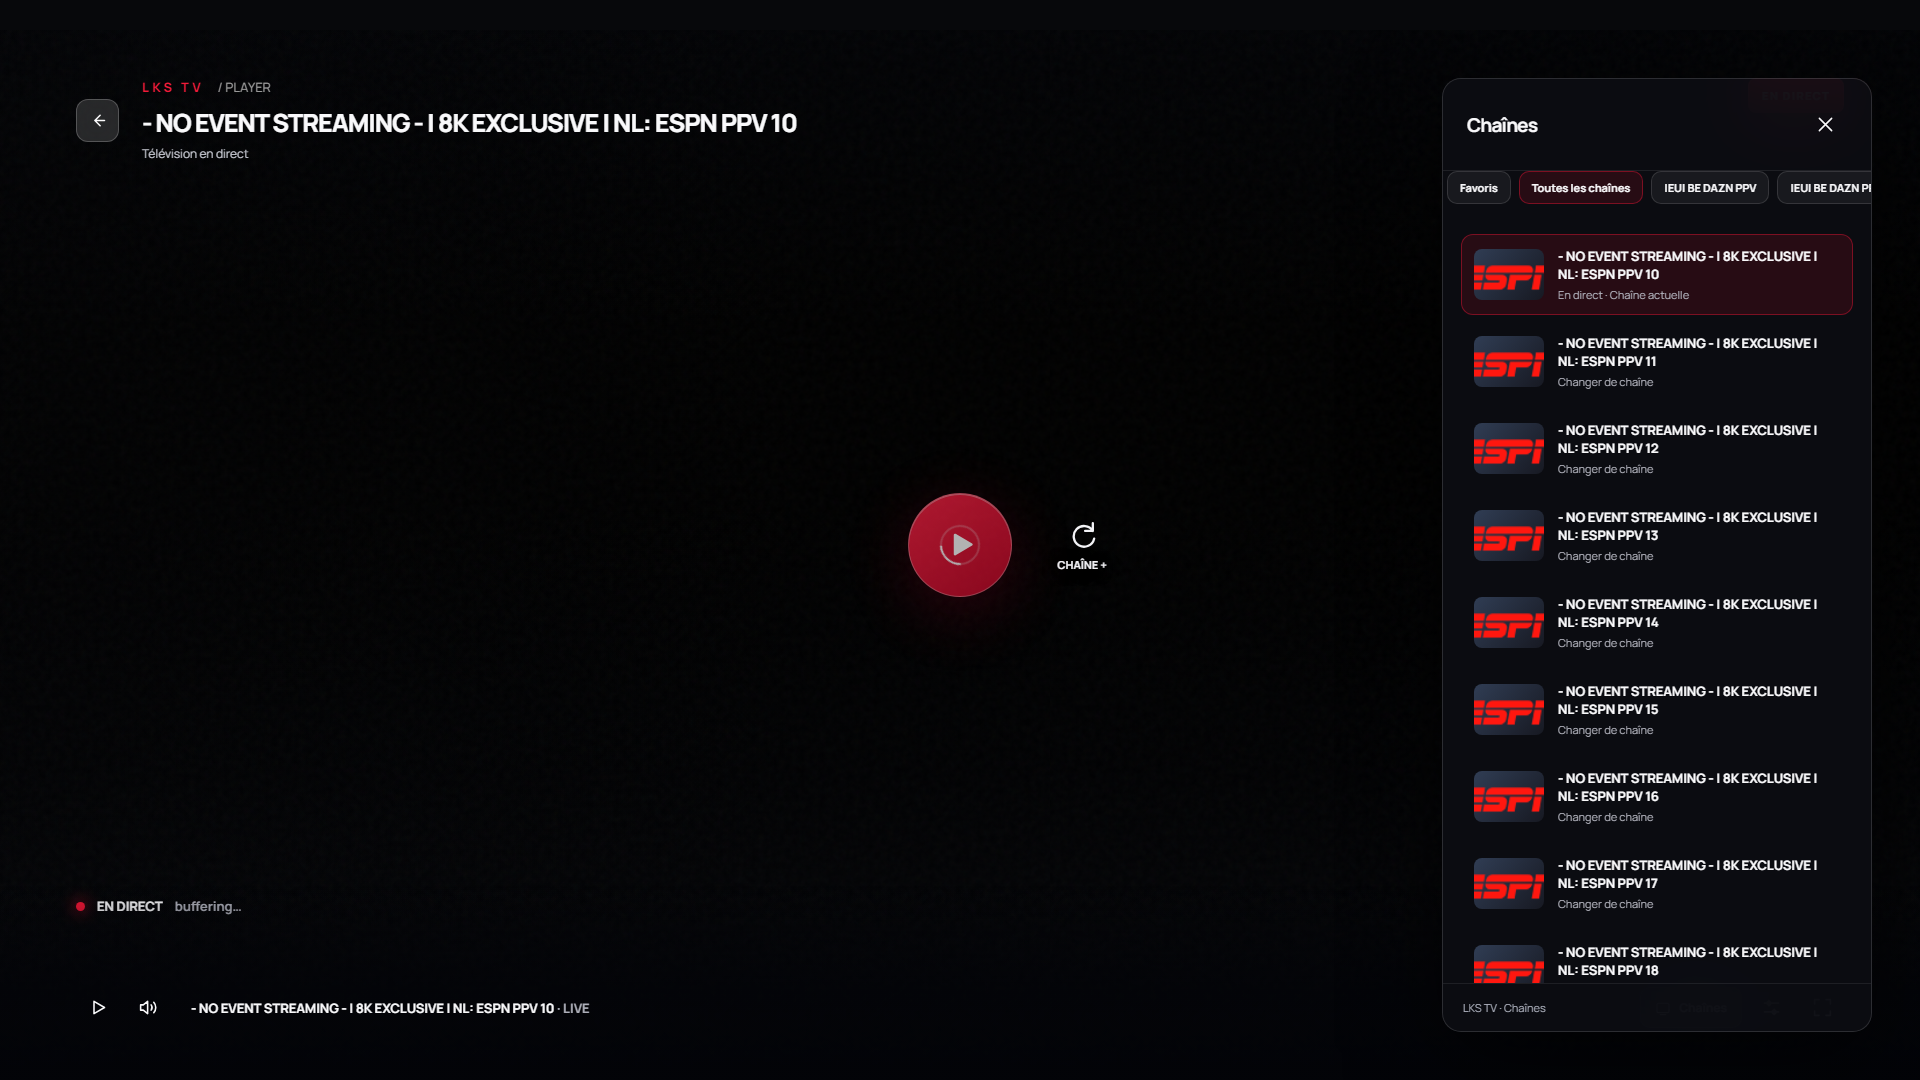 LKS TV / PLAYER
- NO EVENT STREAMING - I 8K EXCLUSIVE I NL: ESPN PPV 10
Télévision en direct
CHAÎNE +
EN DIRECT buffering...
- NO EVENT STREAMING - I 8K EXCLUSIVE I NL: ESPN PPV 10 · LIVE
Chaînes
Favoris
Toutes les chaînes
IEUI BE DAZN PPV
IEUI BE DAZN
- NO EVENT STREAMING - I 8K EXCLUSIVE I
NL: ESPN PPV 10
En direct · Chaîne actuelle
- NO EVENT STREAMING - I 8K EXCLUSIVE I
NL: ESPN PPV 11
Changer de chaîne
- NO EVENT STREAMING - I 8K EXCLUSIVE I
NL: ESPN PPV 12
Changer de chaîne
- NO EVENT STREAMING - I 8K EXCLUSIVE I
NL: ESPN PPV 13
Changer de chaîne
- NO EVENT STREAMING - I 8K EXCLUSIVE I
NL: ESPN PPV 14
Changer de chaîne
- NO EVENT STREAMING - I 8K EXCLUSIVE I
NL: ESPN PPV 15
Changer de chaîne
- NO EVENT STREAMING - I 8K EXCLUSIVE I
NL: ESPN PPV 16
Changer de chaîne
- NO EVENT STREAMING - I 8K EXCLUSIVE I
NL: ESPN PPV 17
Changer de chaîne
- NO EVENT STREAMING - I 8K EXCLUSIVE I
NL: ESPN PPV 18
LKS TV · Chaînes